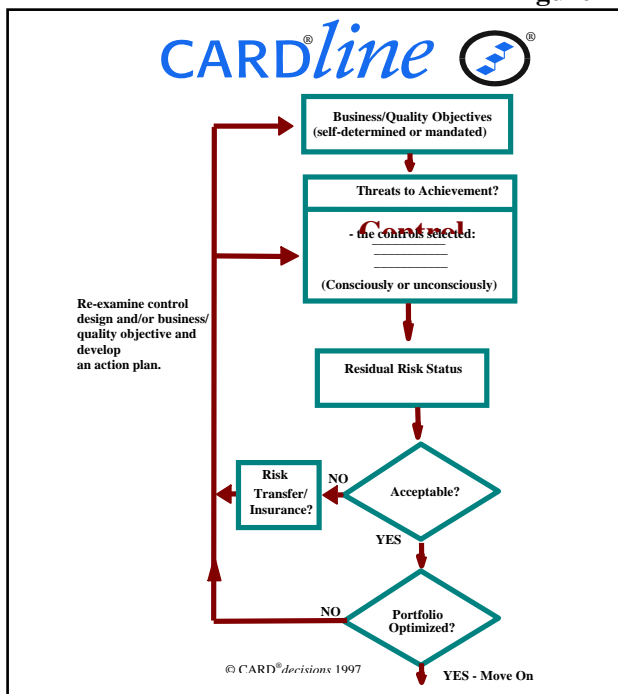 CARD®line ®
Business/Quality Objectives
(self-determined or mandated)
Threats to Achievement?
Control
- the controls selected:
(Consciously or unconsciously)
Re-examine control
design and/or business/
quality objective and
develop
an action plan.
Residual Risk Status
Risk
Transfer/
Insurance?
NO
Acceptable?
YES
NO
Portfolio
Optimized?
© CARD®decisions 1997
YES - Move On